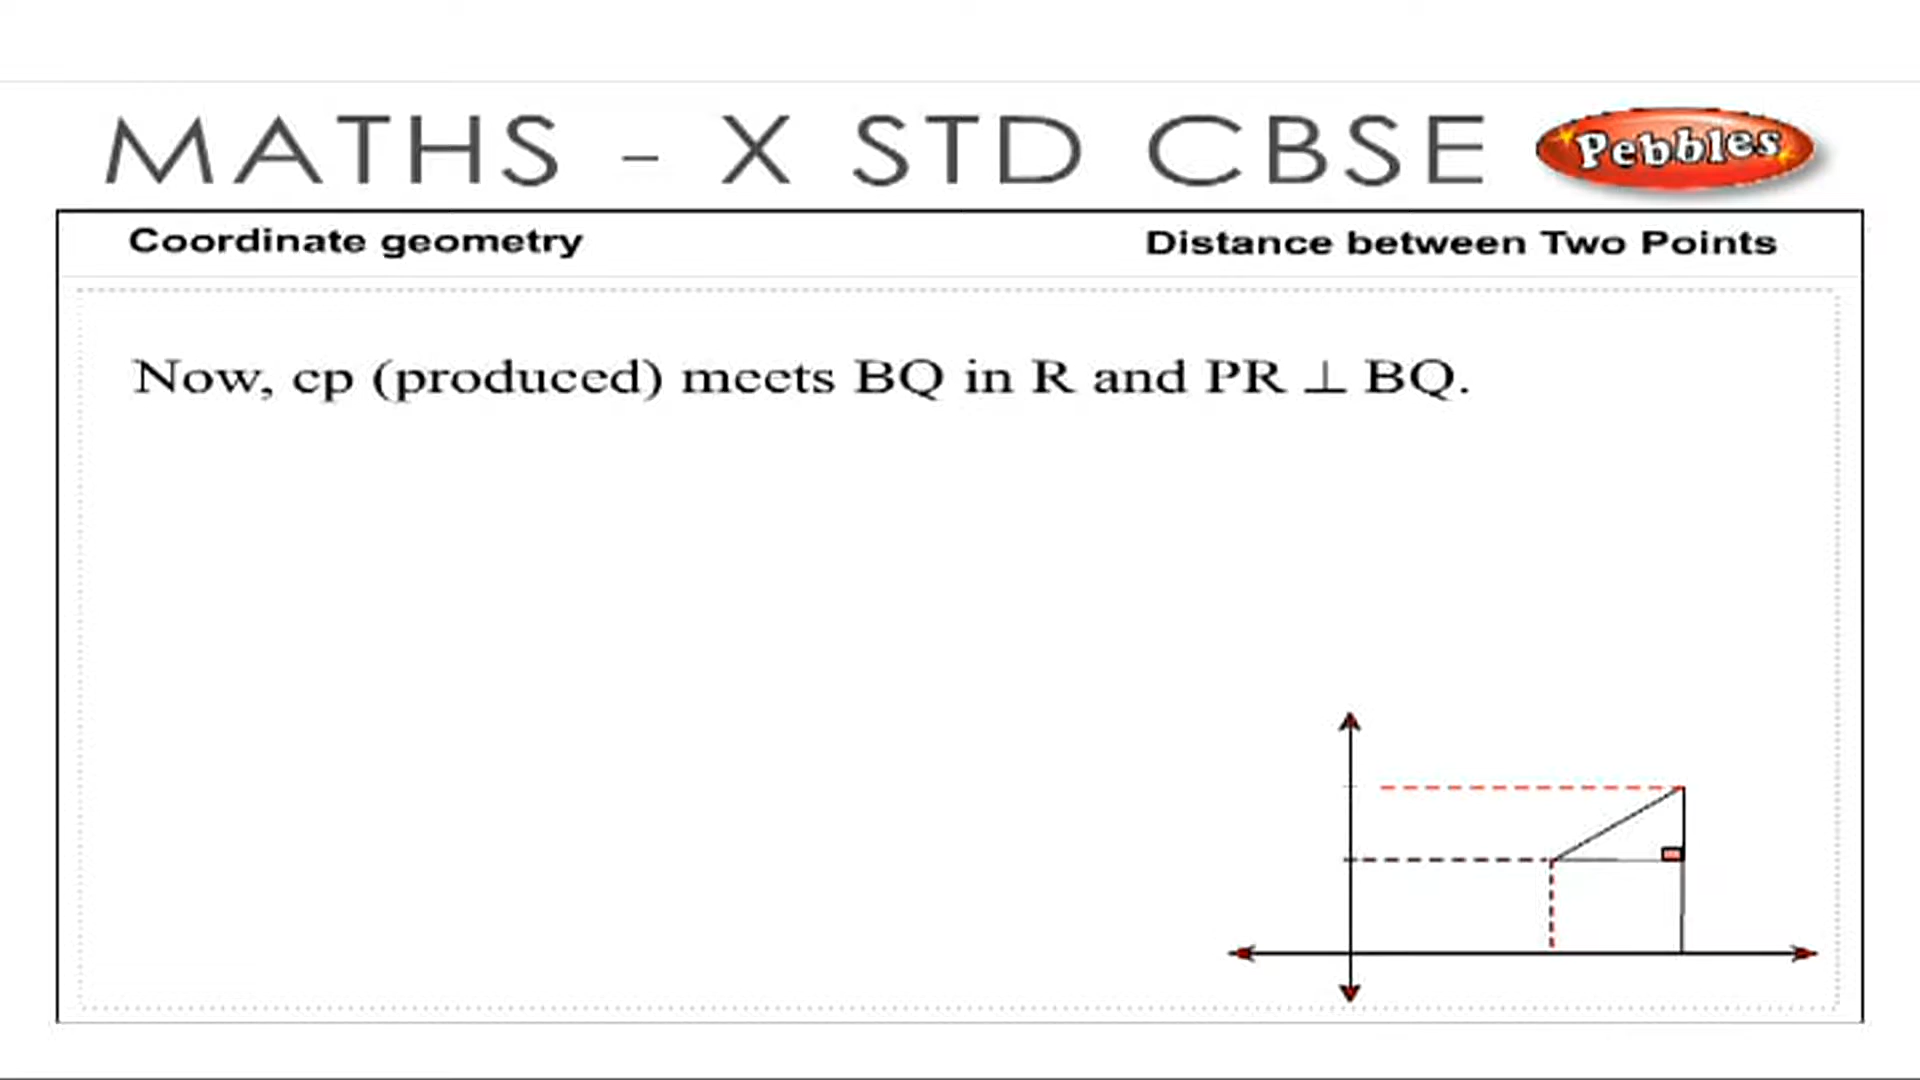 MATHS - X STD CBSE Pebbles
Coordinate geometry Distance between Two Points
Now, cp (produced) meets BQ in R and PR ⊥ BQ.